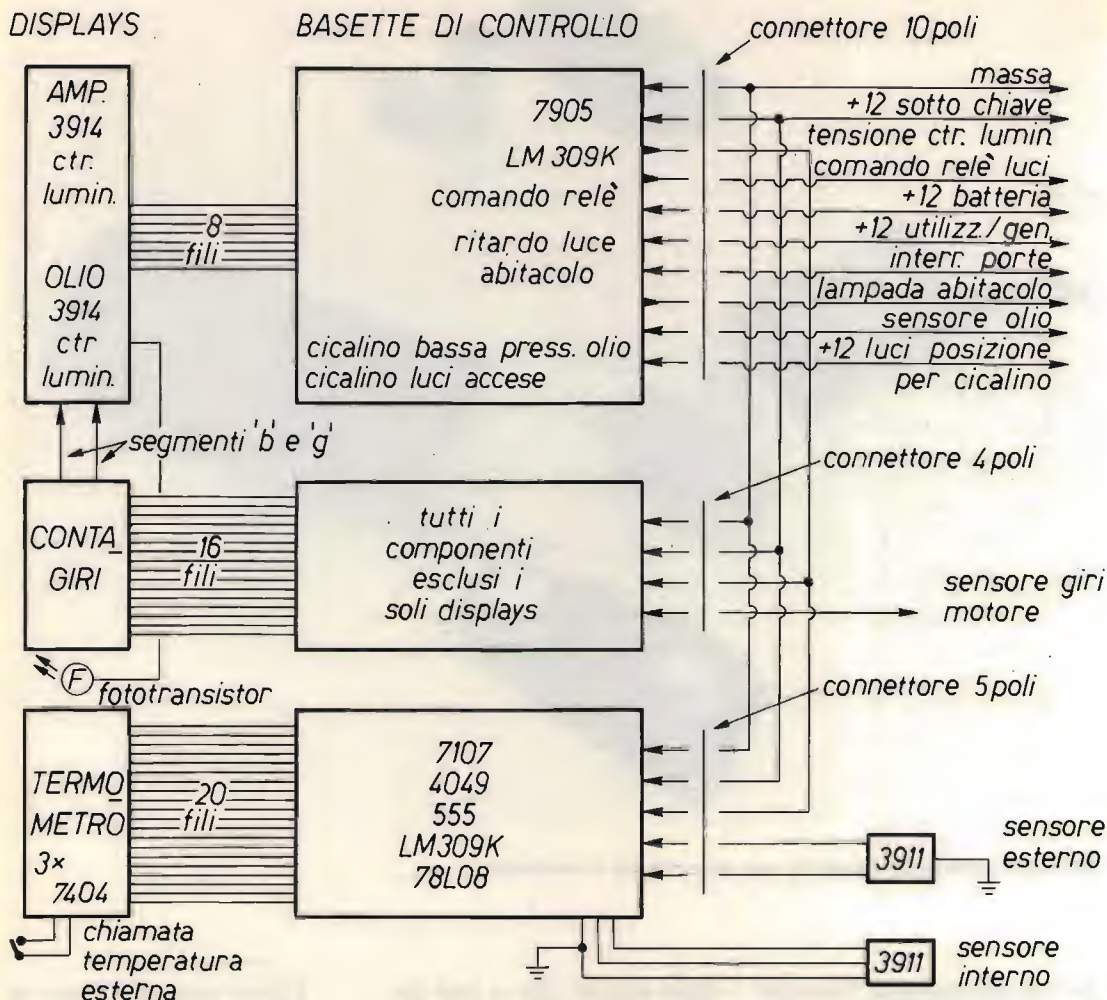 DISPLAYS
BASETTE DI CONTROLLO
connettore 10 poli
AMP.
3914
ctr.
lumin.
OLIO
3914
ctr
lumin.
8
fili
7905
LM 309K
comando relè
ritardo luce
abitacolo
cicalino bassa press. olio
cicalino luci accese
massa
+12 sotto chiave
tensione ctr. lumin.
comando relè luci
+12 batteria
+12 utilizz./gen.
interr. porte
lampada abitacolo
sensore olio
+12 luci posizione
per cicalino
segmenti 'b' e 'g'
connettore 4 poli
CONTA_
GIRI
16
fili
tutti i
componenti
esclusi i
soli displays
sensore giri
motore
F
fototransistor
connettore 5 poli
TERMO_
METRO
3x
7404
20
fili
7107
4049
555
LM309K
78L08
3911
sensore
esterno
chiamata
temperatura
esterna
3911
sensore
interno